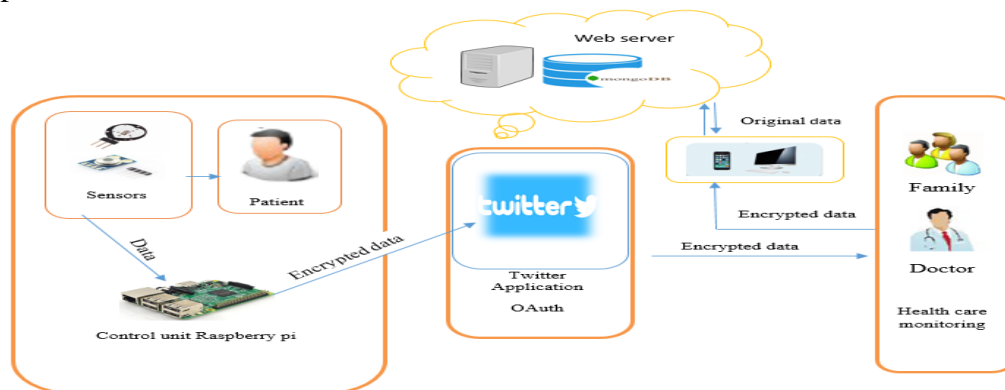 Web server
mongoDB
Sensors
Patient
Data
Control unit Raspberry pi
Encrypted data
twitter
Twitter
Application
OAuth
Original data
Encrypted data
Encrypted data
Family
Doctor
Health care
monitoring